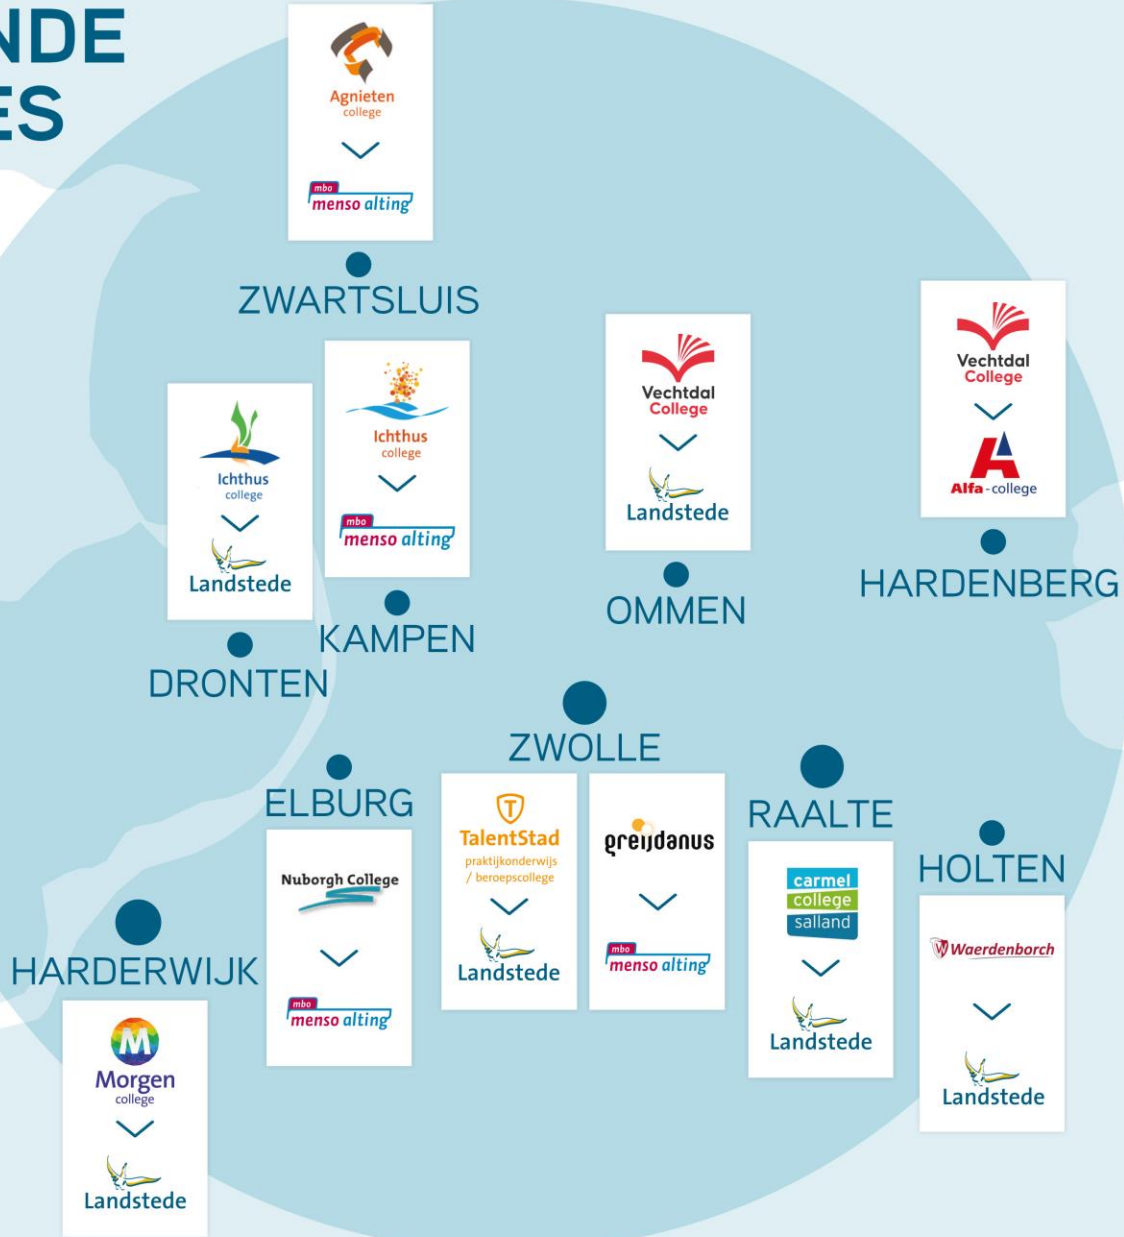 NDE
ES
Agnieten
college
mbo
menso alting
ZWARTSLUIS
Ichthus
college
Landstede
DRONTEN
Ichthus
college
mbo
menso alting
KAMPEN
Vechtdal
College
Landstede
OMMEN
Vechtdal
College
Alfa-college
HARDENBERG
ZWOLLE
TalentStad
praktijkonderwijs
/ beroepscollege
Landstede
greijdanus
mbo
menso alting
ELBURG
Nuborgh College
mbo
menso alting
RAALTE
carmel
college
salland
Landstede
HOLTEN
Waerdenborch
Landstede
HARDERWIJK
M
Morgen
college
Landstede